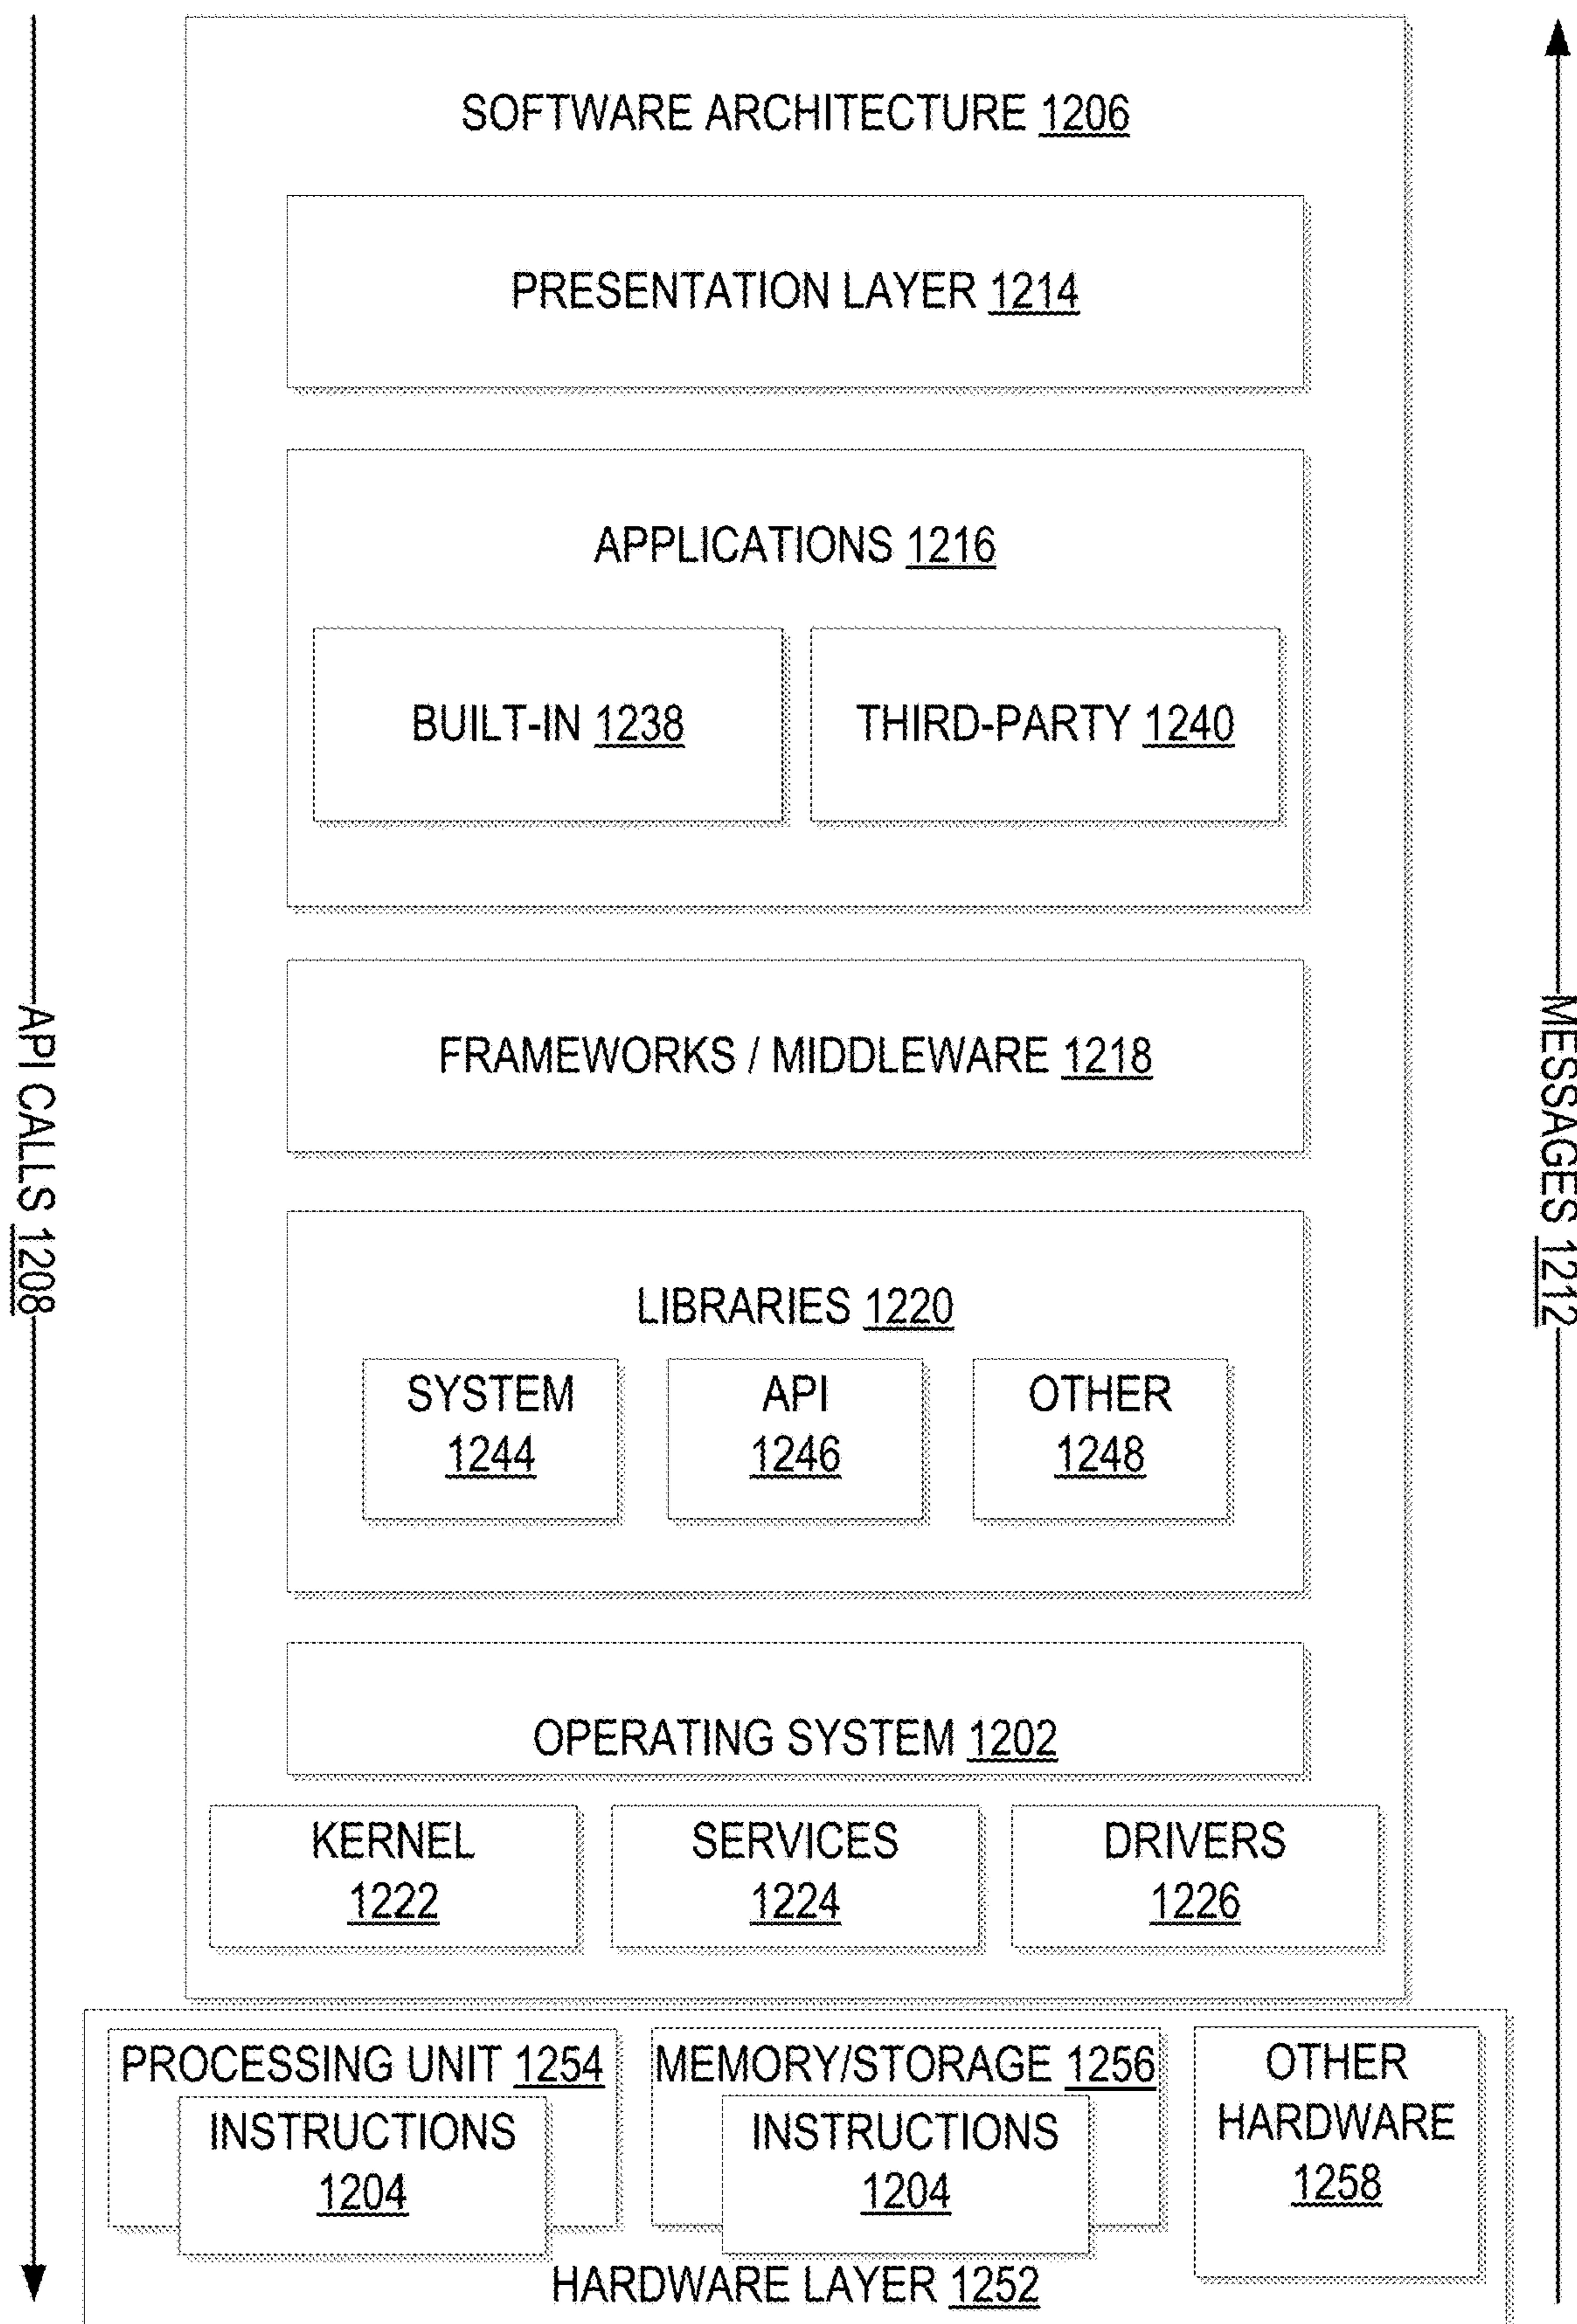 SOFTWARE ARCHITECTURE 1206
PRESENTATION LAYER 1214
APPLICATIONS 1216
BUILT-IN 1238
THIRD-PARTY 1240
FRAMEWORKS / MIDDLEWARE 1218
API CALLS 1208
MESSAGES 1212
LIBRARIES 1220
SYSTEM
1244
API
1246
OTHER
1248
OPERATING SYSTEM 1202
KERNEL
1222
SERVICES
1224
DRIVERS
1226
PROCESSING UNIT 1254
INSTRUCTIONS
1204
MEMORY/STORAGE 1256
INSTRUCTIONS
1204
OTHER
HARDWARE
1258
HARDWARE LAYER 1252